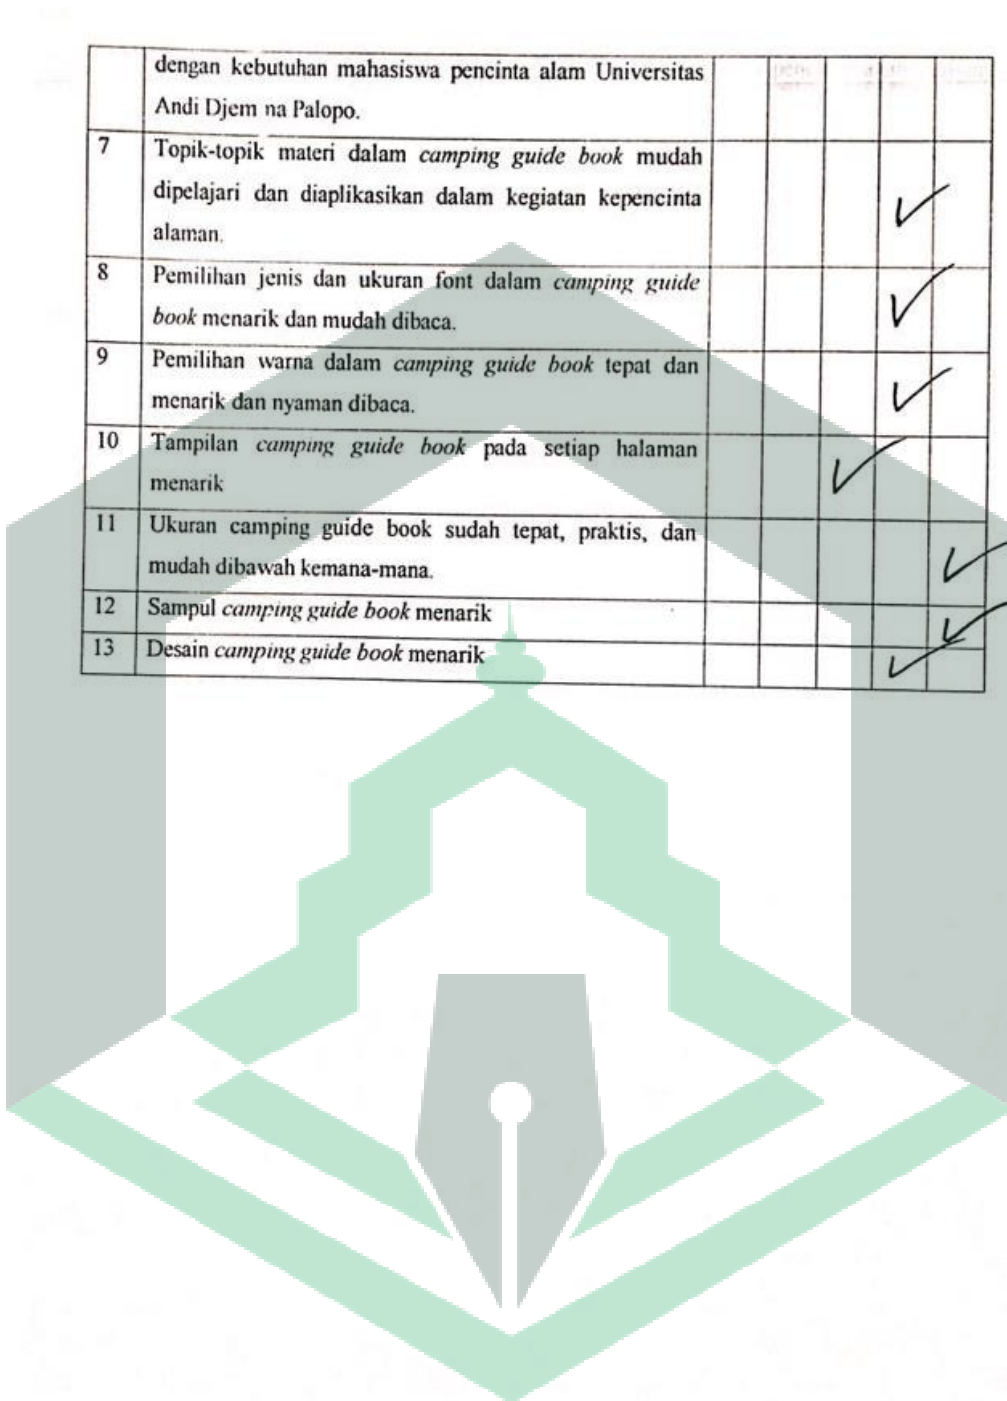 dengan kebutuhan mahasiswa pencinta alam Universitas
Andi Djem na Palopo.
7 Topik-topik materi dalam camping guide book mudah
dipelajari dan diaplikasikan dalam kegiatan kepencinta
alaman.
8 Pemilihan jenis dan ukuran font dalam camping guide
book menarik dan mudah dibaca.
9 Pemilihan warna dalam camping guide book tepat dan
menarik dan nyaman dibaca.
10 Tampilan camping guide book pada setiap halaman
menarik
11 Ukuran camping guide book sudah tepat, praktis, dan
mudah dibawah kemana-mana.
12 Sampul camping guide book menarik
13 Desain camping guide book menarik